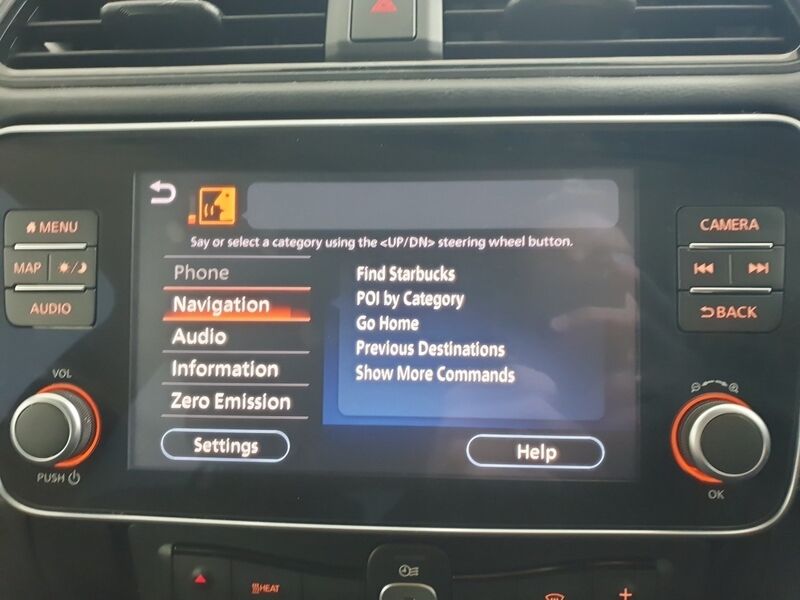 Say or select a category using the <UP/DN> steering wheel button.
MENU
MAP
AUDIO
VOL
PUSH
Phone
Navigation
Audio
Information
Zero Emission
Settings
Find Starbucks
POI by Category
Go Home
Previous Destinations
Show More Commands
Help
CAMERA
BACK
OK
HEAT